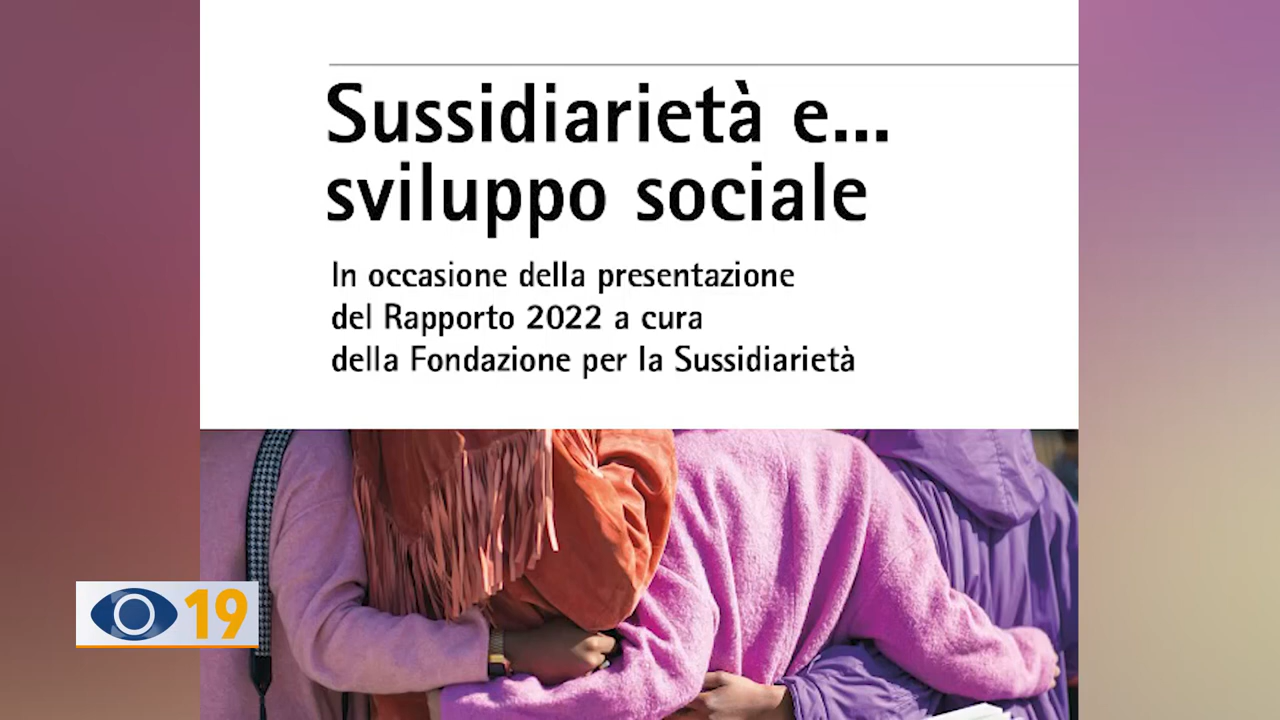 Sussidiarietà e...
sviluppo sociale
In occasione della presentazione
del Rapporto 2022 a cura
della Fondazione per la Sussidiarietà
19